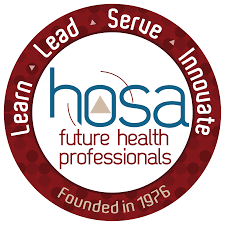 Learn • Lead • Serve • Innovate
hosa
future health
professionals
Founded in 1976